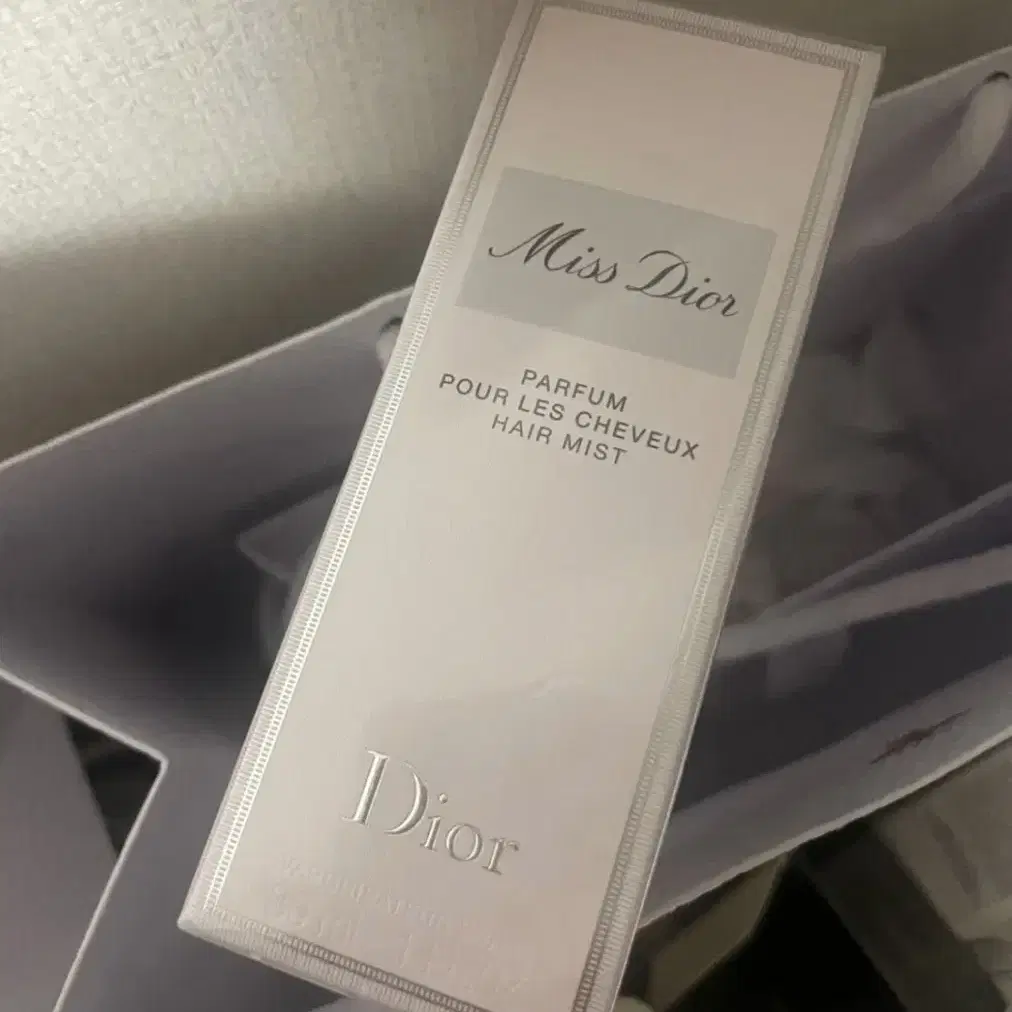 Miss Dior
PARFUM
POUR LES CHEVEUX
HAIR MIST
Dior